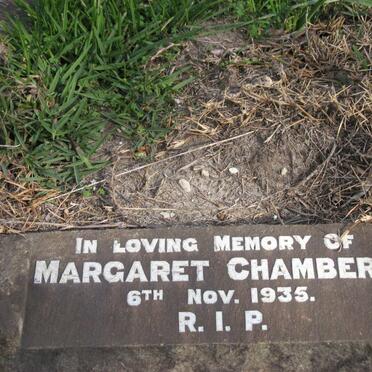 IN LOVING MEMORY OF
MARGARET CHAMBER
6TH NOV. 1935.
R. I. P.